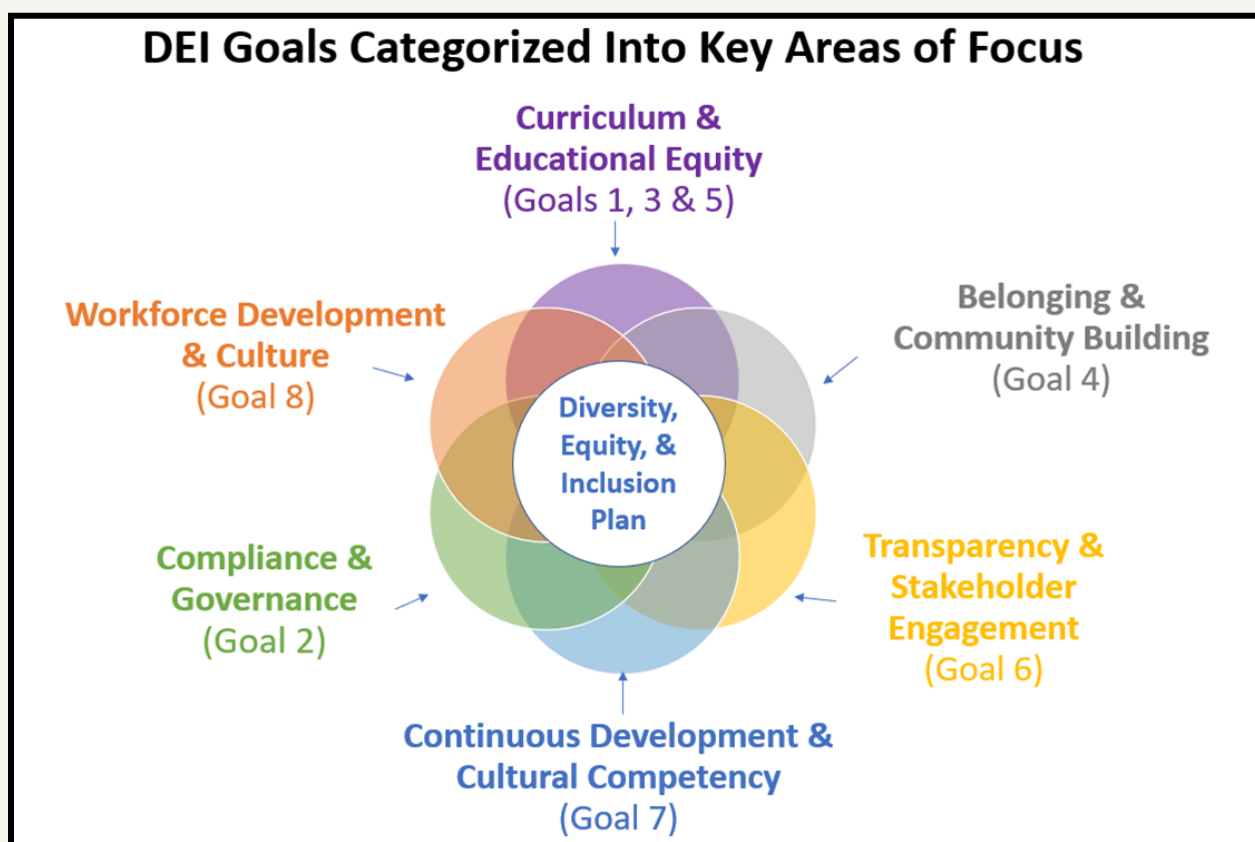 DEI Goals Categorized Into Key Areas of Focus
Curriculum &
Educational Equity
(Goals 1, 3 & 5)
Workforce Development
& Culture
(Goal 8)
Belonging &
Community Building
(Goal 4)
Diversity,
Equity, &
Inclusion
Plan
Compliance &
Governance
(Goal 2)
Transparency &
Stakeholder
Engagement
(Goal 6)
Continuous Development &
Cultural Competency
(Goal 7)